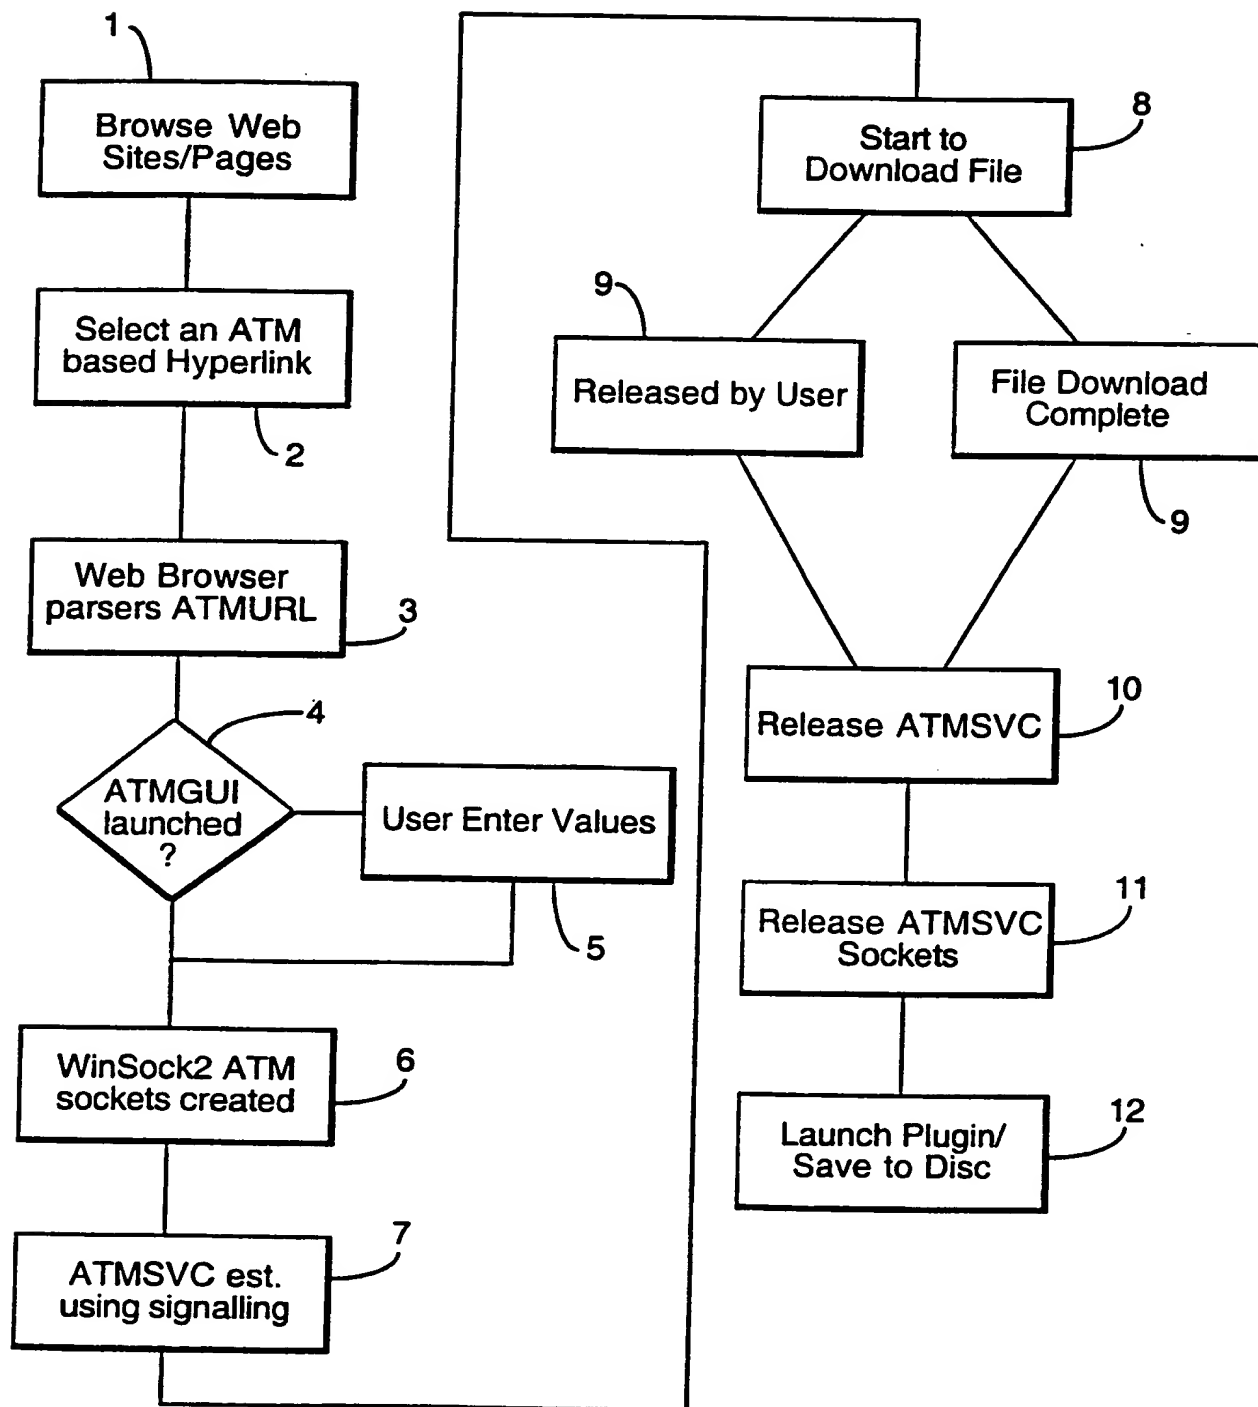 1
Browse Web
Sites/Pages
Select an ATM
based Hyperlink
2
Web Browser
parsers ATMURL
3
4
ATMGUI
launched
?
User Enter Values
5
WinSock2 ATM
sockets created
6
ATMSVC est.
using signalling
7
Start to
Download File
8
9
Released by User
File Download
Complete
9
Release ATMSVC
10
Release ATMSVC
Sockets
11
Launch Plugin/
Save to Disc
12